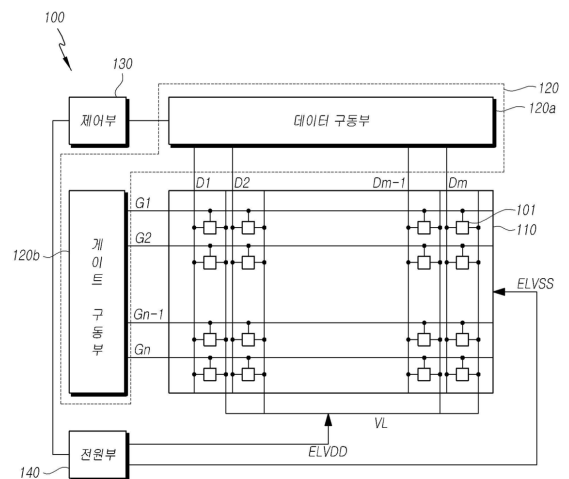 100
130
120
제어부
데이터 구동부
120a
D1
D2
Dm-1
Dm
G1
101
110
G2
120b
게이트 구동부
ELVSS
Gn-1
Gn
VL
전원부
ELVDD
140